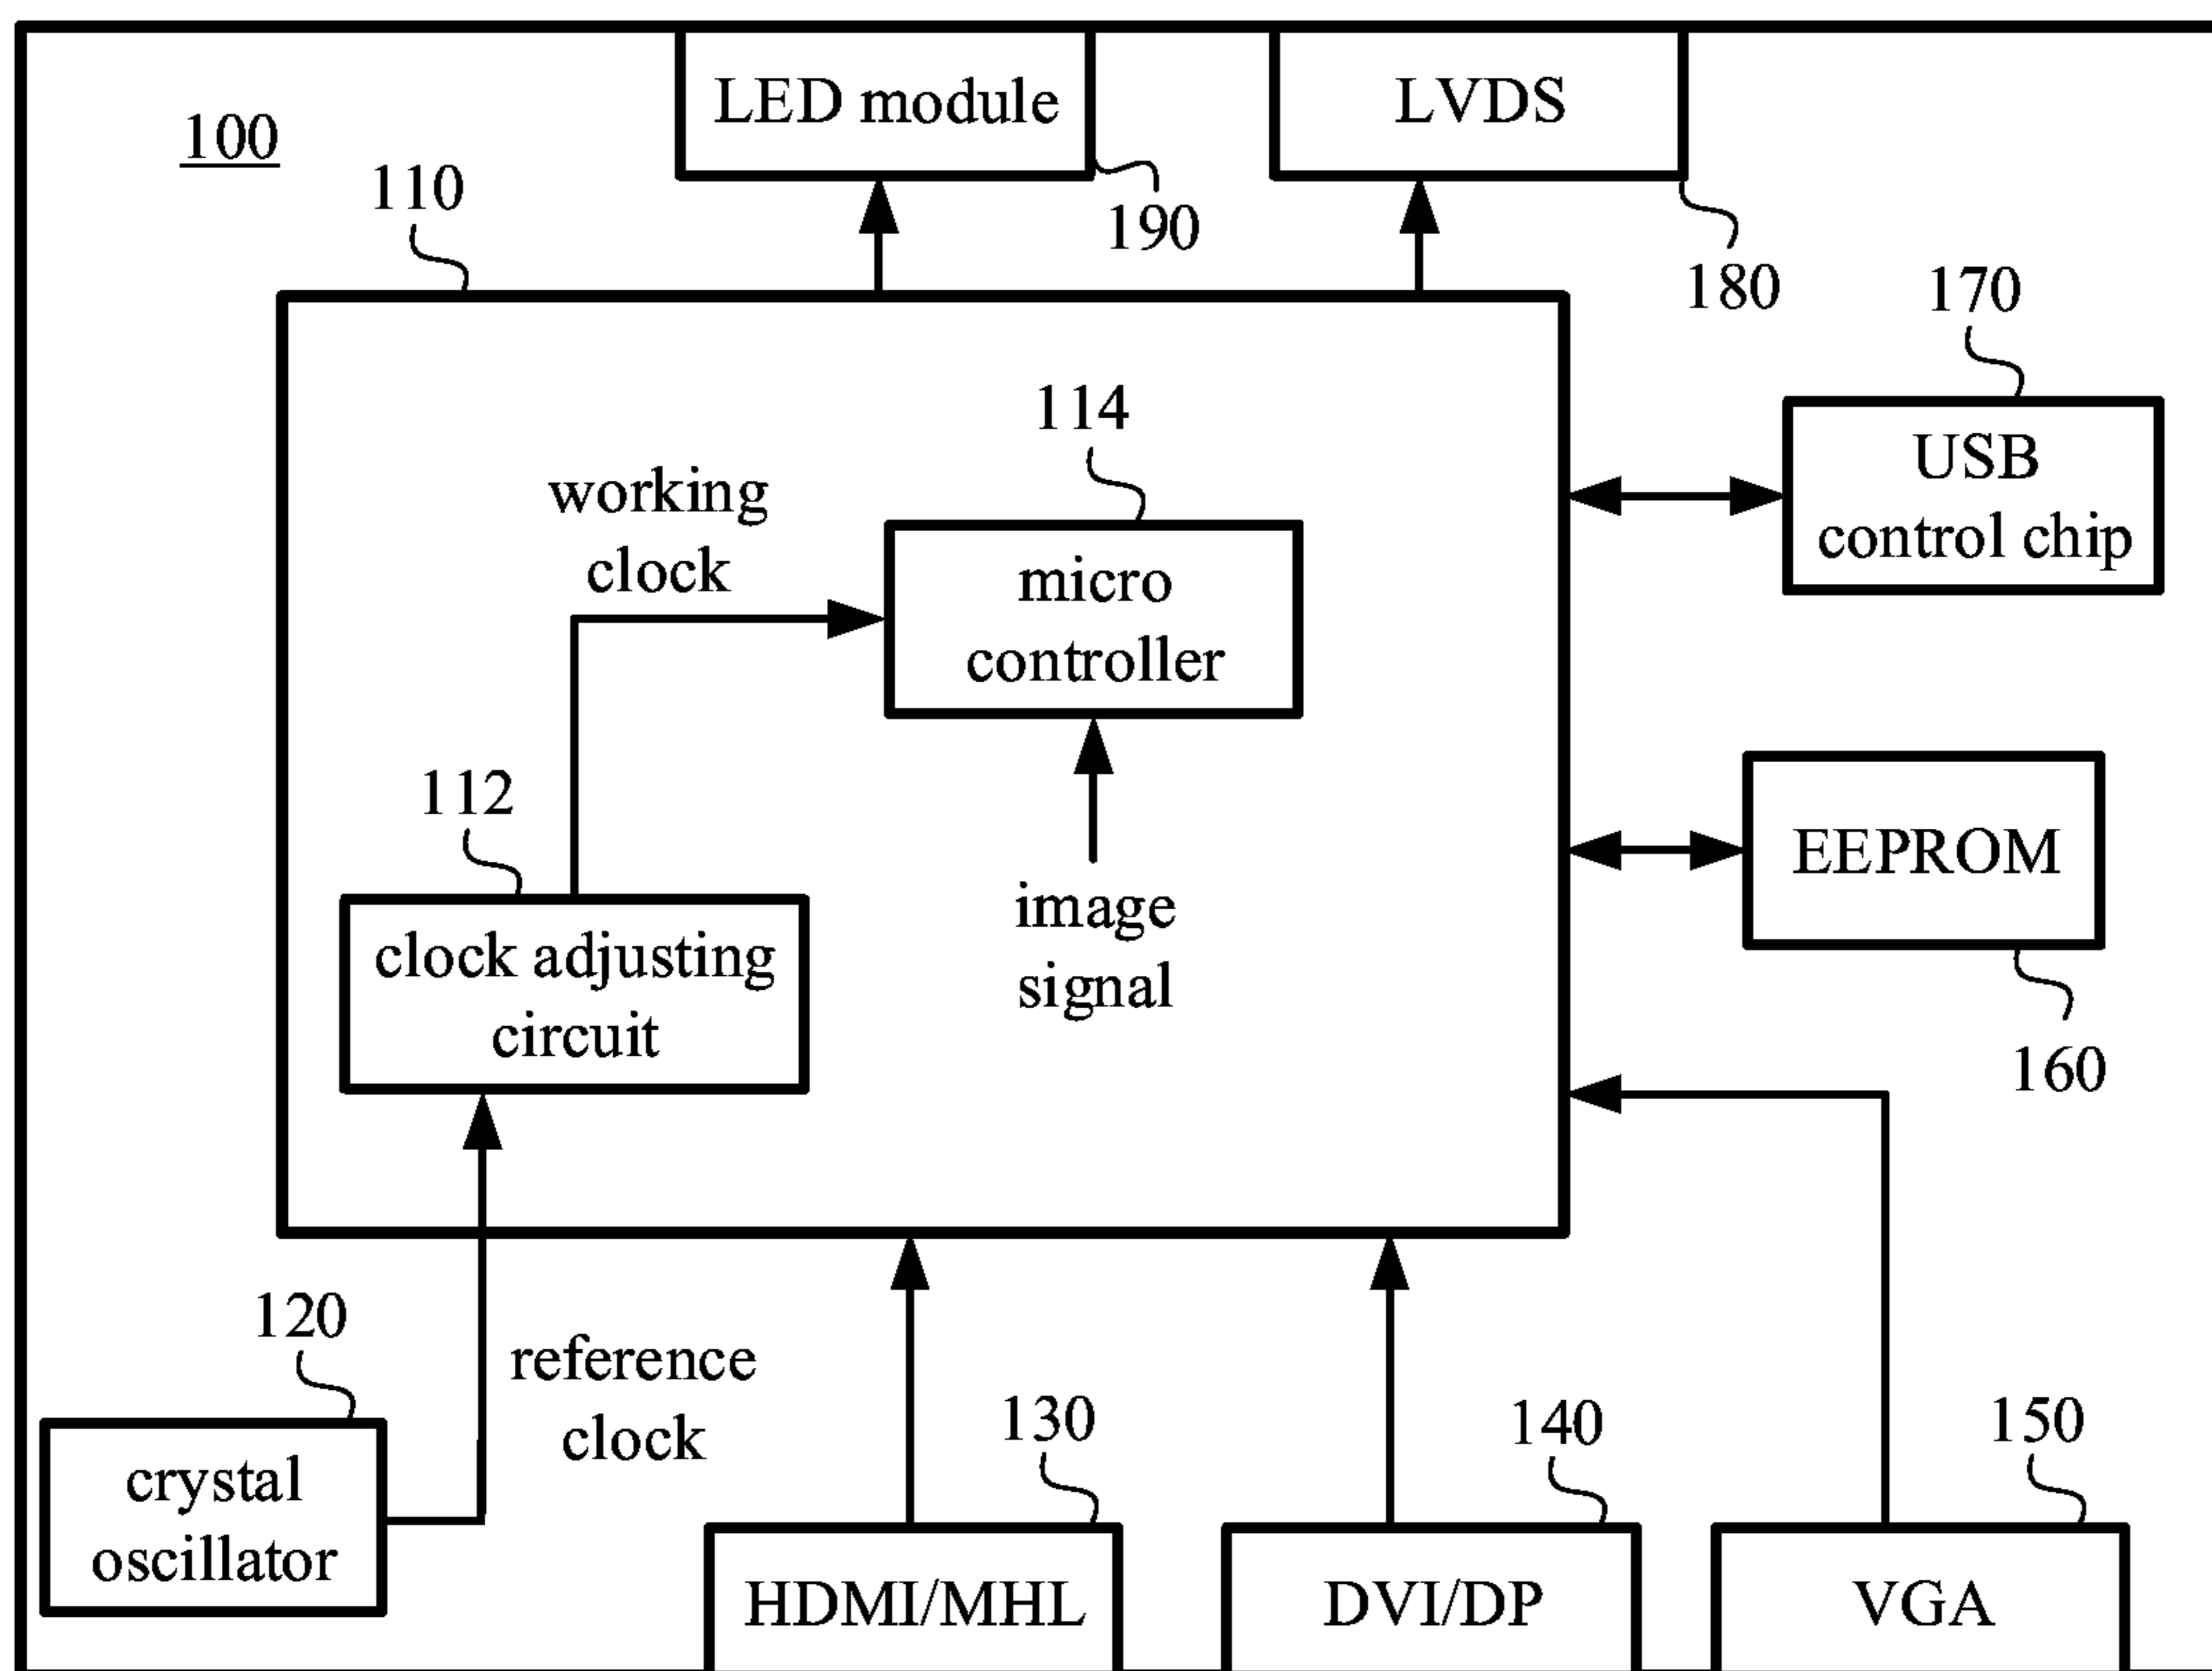 LED module
LVDS
100
110
190
180
170
114
USB
control chip
working
clock
micro
controller
112
EEPROM
image
signal
clock adjusting
circuit
160
120
reference
clock
130
140
150
crystal
oscillator
HDMI/MHL
DVI/DP
VGA